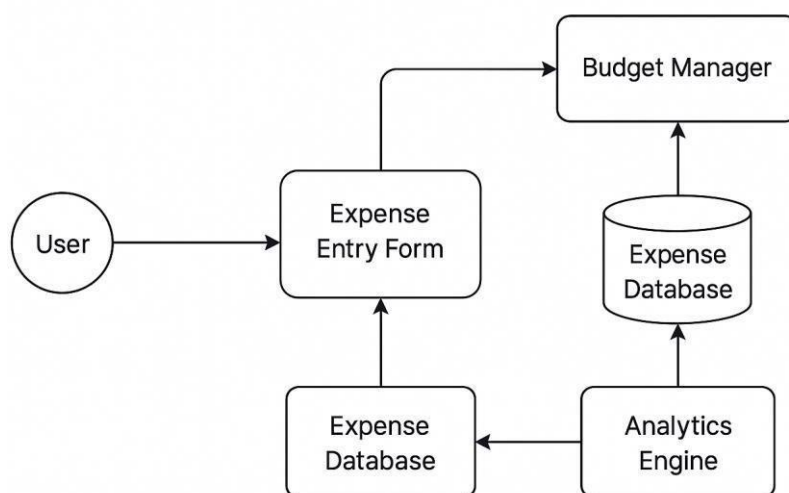 Budget Manager
User
Expense
Entry Form
Expense
Database
Expense
Database
Analytics
Engine